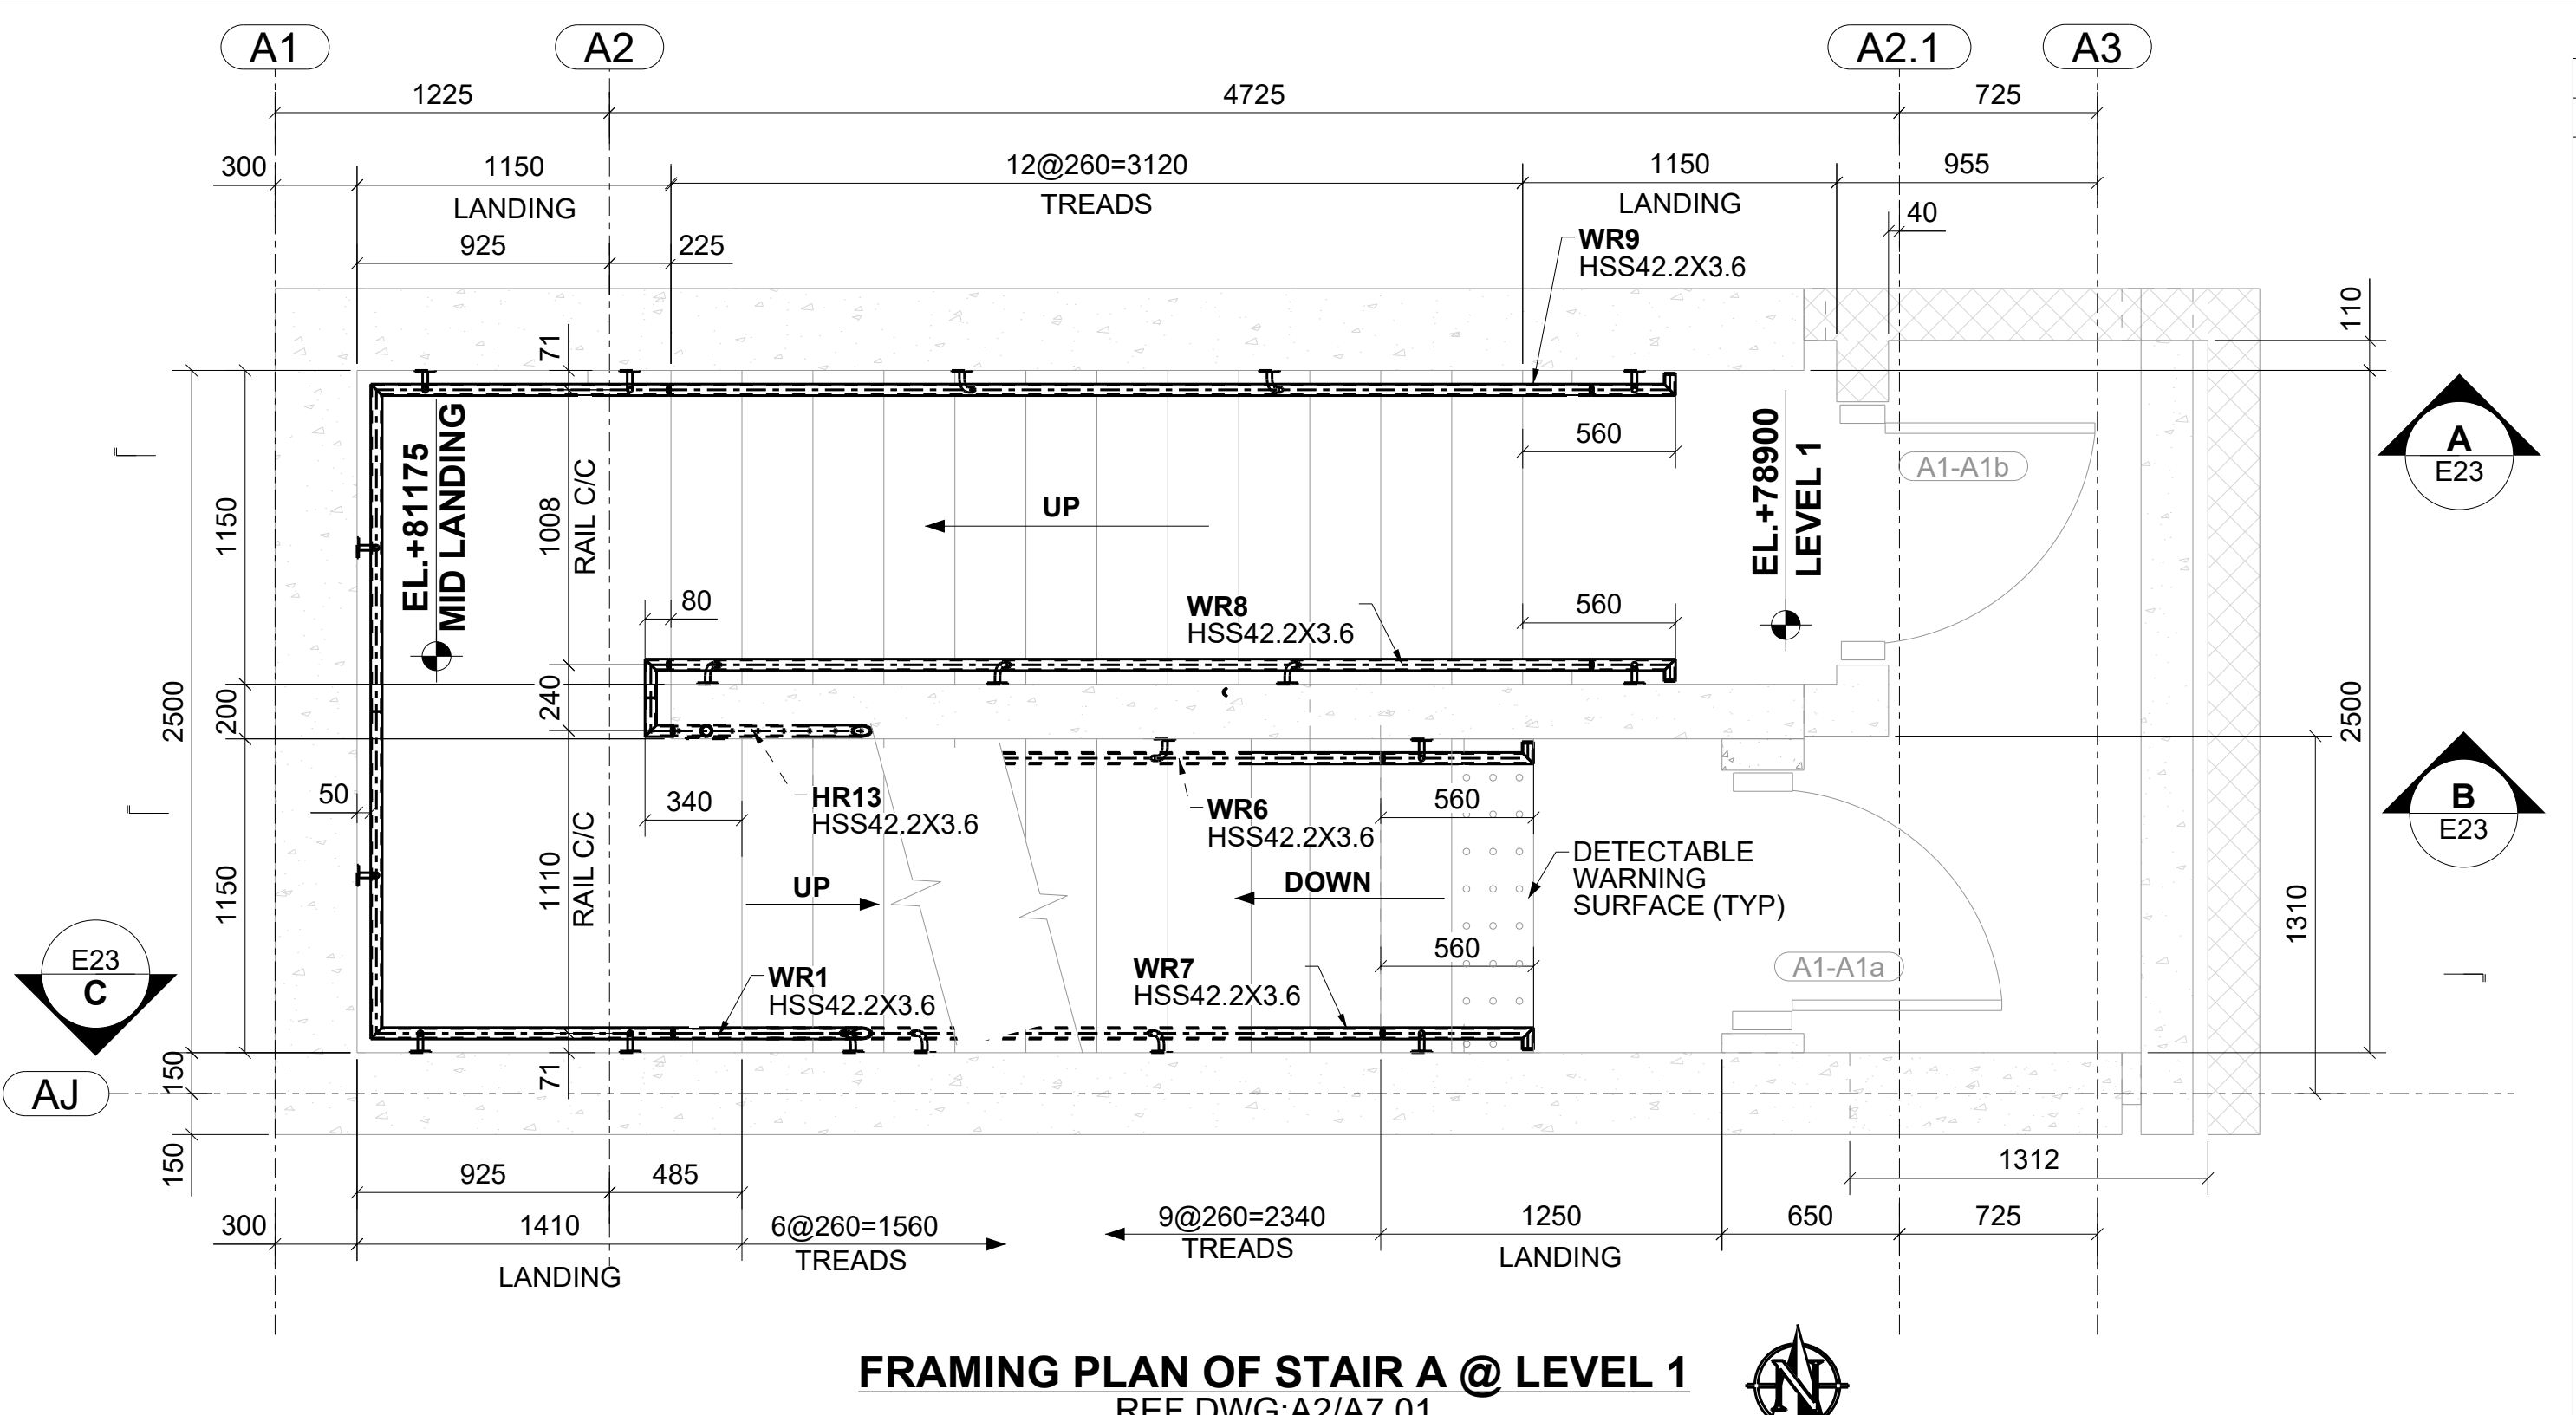 A1
A2
A2.1
A3
1225
4725
725
300
1150
12@260=3120
1150
955
LANDING
TREADS
LANDING
40
925
225
WR9
HSS42.2X3.6
110
71
560
EL.+81175
MID LANDING
1008
RAIL C/C
UP
EL.+78900
LEVEL 1
A1-A1b
A
E23
1150
80
WR8
HSS42.2X3.6
560
2500
200
240
2500
50
340
HR13
HSS42.2X3.6
WR6
HSS42.2X3.6
560
B
E23
DETECTABLE
WARNING
SURFACE (TYP)
1150
1110
RAIL C/C
UP
DOWN
1310
560
WR1
HSS42.2X3.6
WR7
HSS42.2X3.6
A1-A1a
E23
C
150
71
AJ
150
925
485
1312
300
1410
6@260=1560
9@260=2340
1250
650
725
TREADS
TREADS
LANDING
LANDING
FRAMING PLAN OF STAIR A @ LEVEL 1
REF DWG:A2/A7.01
N